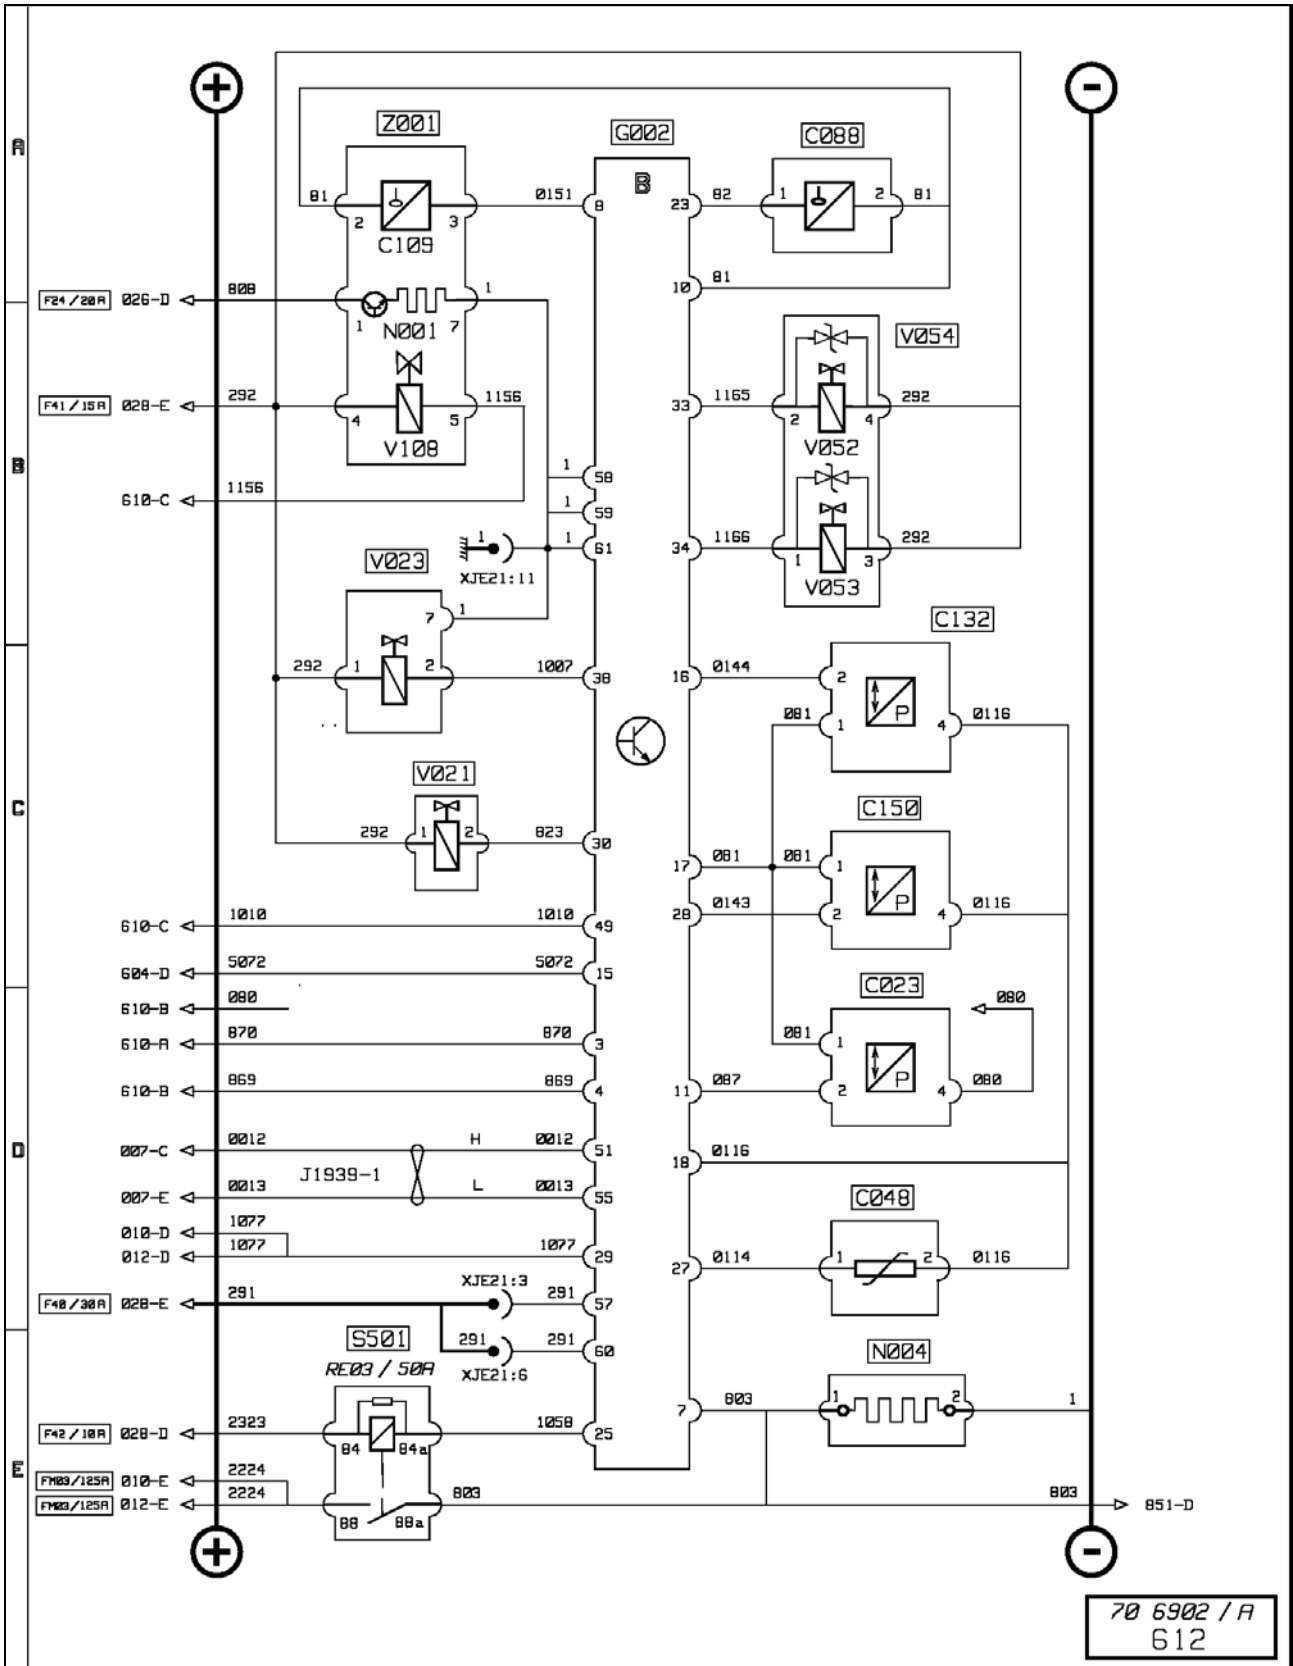 + -
Z001 G002 C088
A
B
81 0151 8 23 82 1 2 81
2 3
C109
10 81
F24/20A 026-D 808 1
1 N001 7
V054
F41/15A 028-E 292 1156 33 1165 292
4 5 2 4
V108 V052
B
1 58
610-C 1156
1 59
1 1 61 34 1166 292
XJE21:11 1 3
V023 V053
7 1 C132
292 1 2 1007 38 16 0144 2
081 1 4 0116
V021
C C150
292 1 2 823 30 17 081 081 1
610-C 1010 1010 49 28 0143 2 4 0116
604-D 5072 5072 15
C023
610-B 080 080
610-A 870 870 3 081 1
610-B 869 869 4 11 087 2 4 080
D
007-C 0012 H 0012 51
18 0116
J1939-1
007-E 0013 L 0013 55 C048
010-D 1077
012-D 1077 1077 29
27 0114 1 2 0116
XJE21:3
F40/30A 028-E 291 291 57
S501 291 291 60 N004
RE03 / 50A XJE21:6
7 803 1 2 1
F42/10A 028-D 2323 1058 25
84 84a
E
FM03/125A 010-E 2224
FM03/125A 012-E 2224 803 803 851-D
88 88a
+ -
70 6902 / A
612